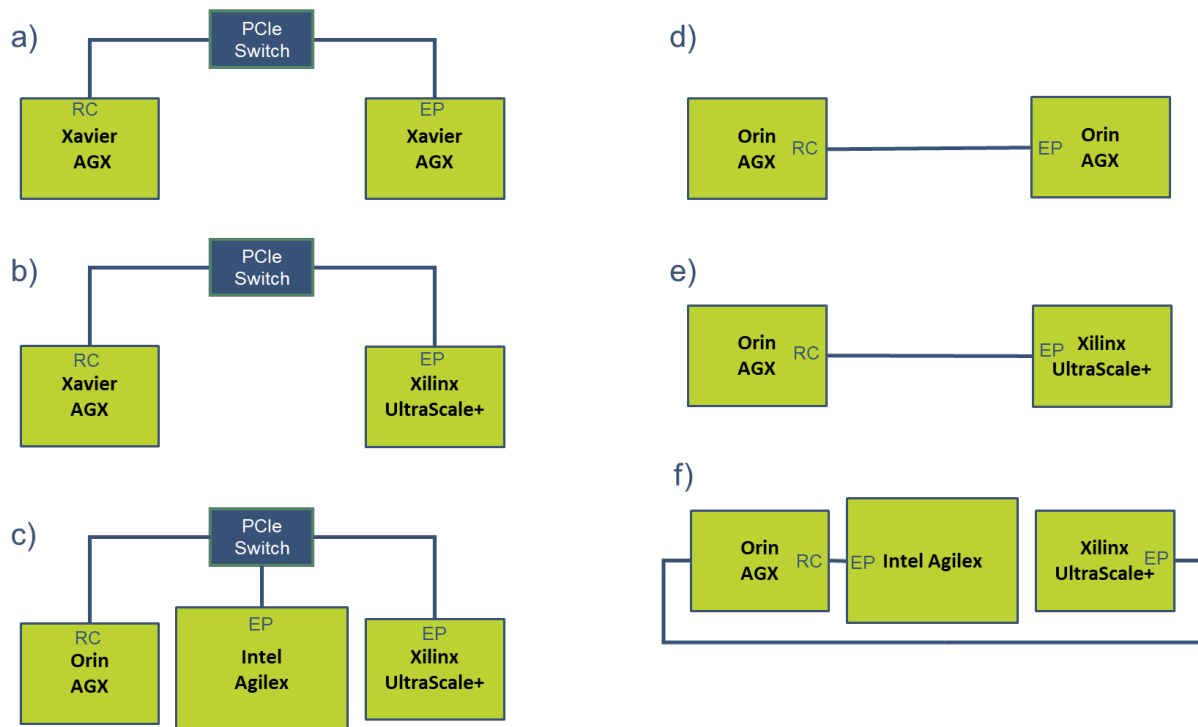 a)
PCIe
Switch
RC
Xavier
AGX
EP
Xavier
AGX
b)
PCIe
Switch
RC
Xavier
AGX
EP
Xilinx
UltraScale+
c)
PCIe
Switch
RC
Orin
AGX
EP
Intel
Agilex
EP
Xilinx
UltraScale+
d)
Orin
AGX
RC
EP
Orin
AGX
e)
Orin
AGX
RC
EP
Xilinx
UltraScale+
f)
Orin
AGX
RC
EP
Intel Agilex
Xilinx
UltraScale+
EP